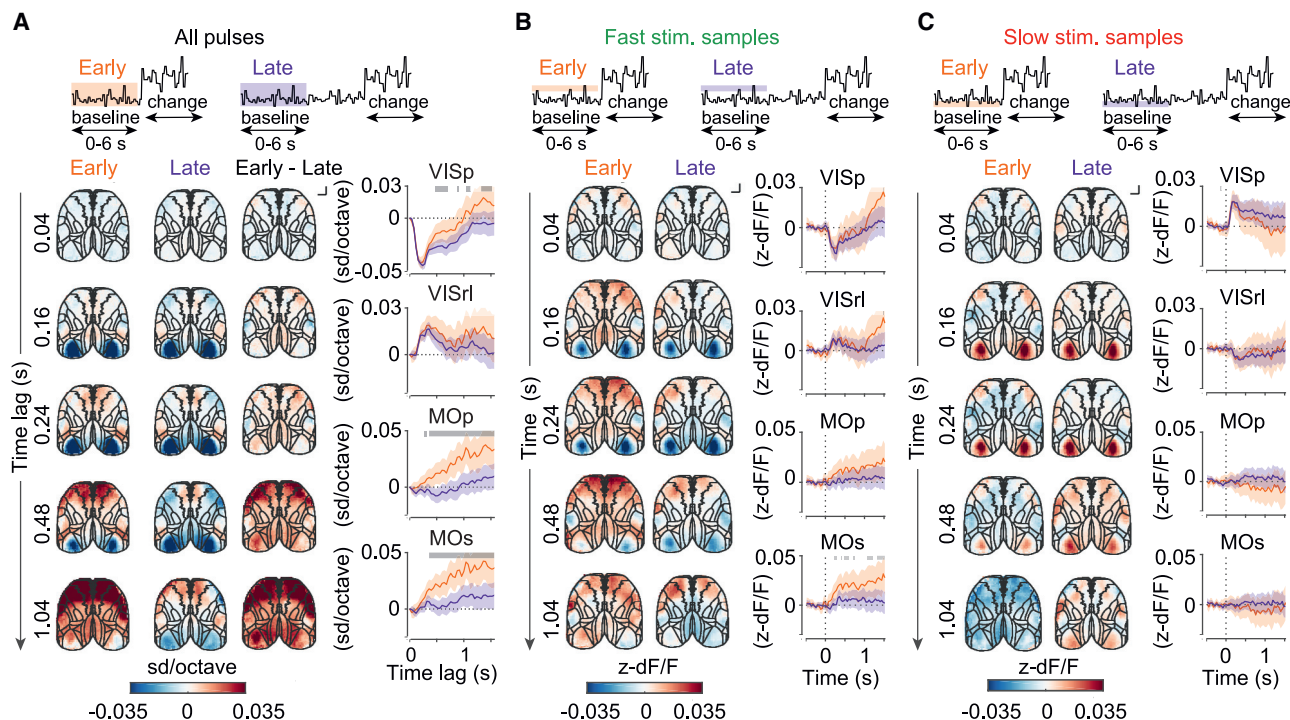 A
All pulses
Early
Late
baseline
change
0-6 s
baseline
change
0-6 s
Early
Late
Early - Late
Time lag (s)
0.04
0.16
0.24
0.48
1.04
VISp
0.03
0
-0.05
(sd/octave)
VISrl
0.03
0
(sd/octave)
MOp
0.05
0
(sd/octave)
MOs
0.05
0
(sd/octave)
0 1
Time lag (s)
sd/octave
-0.035 0 0.035
B
Fast stim. samples
Early
Late
baseline
change
0-6 s
baseline
change
0-6 s
Early
Late
Time (s)
0.04
0.16
0.24
0.48
1.04
VISp
0.03
0
(z-dF/F)
VISrl
0.03
0
(z-dF/F)
MOp
0.05
0
(z-dF/F)
MOs
0.05
0
(z-dF/F)
0 1
Time (s)
z-dF/F
-0.035 0 0.035
C
Slow stim. samples
Early
Late
baseline
change
0-6 s
baseline
change
0-6 s
Early
Late
Time (s)
0.04
0.16
0.24
0.48
1.04
VISp
0.03
0
(z-dF/F)
VISrl
0.03
0
(z-dF/F)
MOp
0.05
0
(z-dF/F)
MOs
0.05
0
(z-dF/F)
0 1
Time (s)
z-dF/F
-0.035 0 0.035